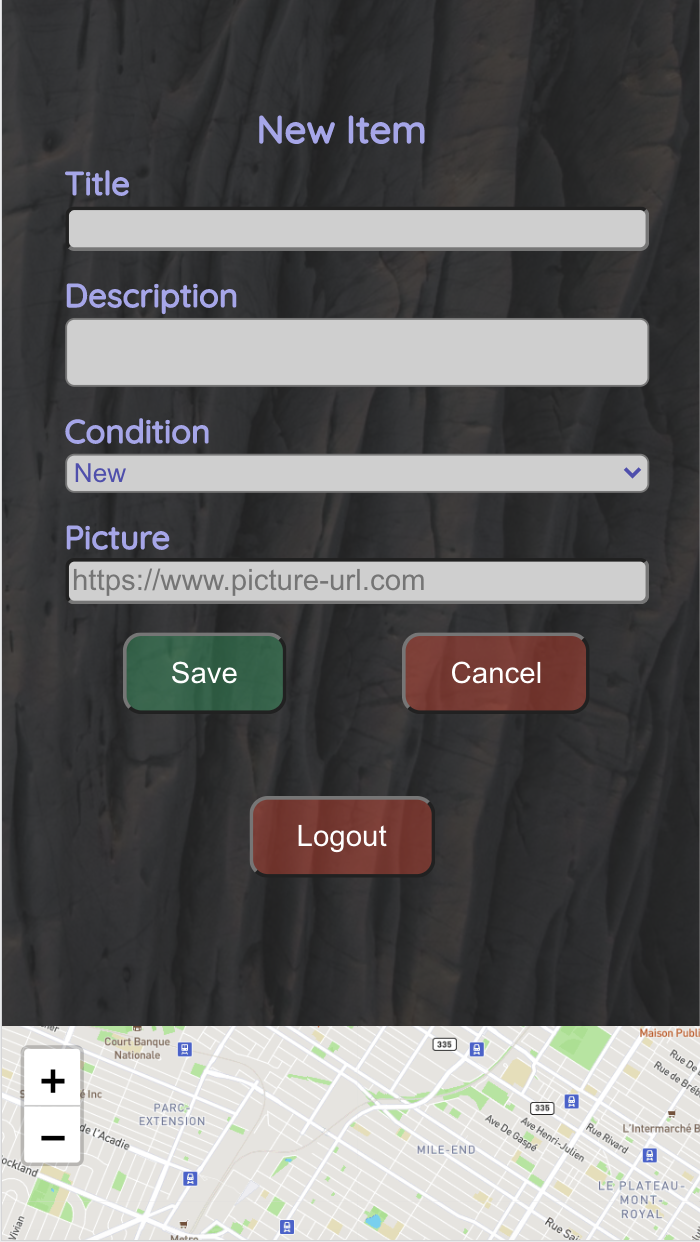 New Item
Title
Description
Condition
New
Picture
https://www.picture-url.com
Save
Cancel
Logout
Court Banque
Nationale
335
Maison Publi
+
Inc
Rue De
Rue de Bréb
PARC-
EXTENSION
335
L'Intermarché B
de l'Acadie
−
MILE-END
Ave De Gaspé
Ave Henri-Julien
Rue Rivard
ockland
LE PLATEAU-
MONT-
ROYAL
Vivian
Metro
Rue Sai